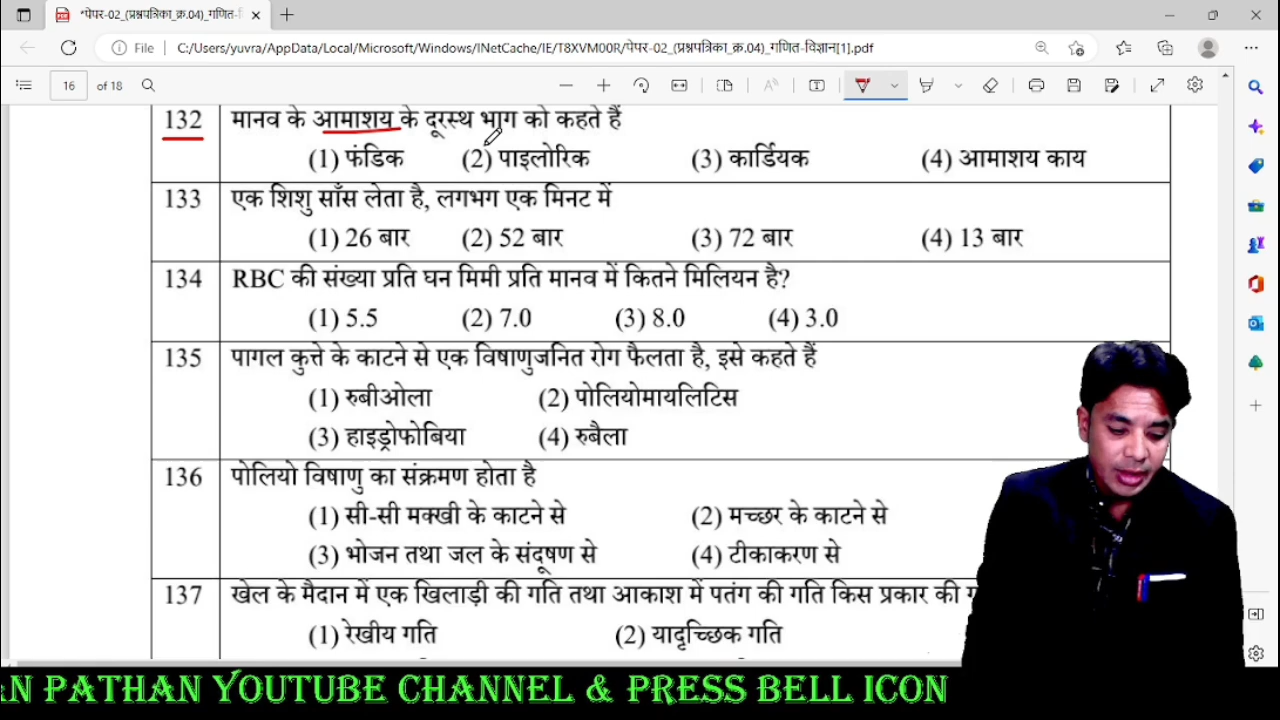 *पेपर-02_(प्रश्नपत्रिका_क्र.04)_गणित-वि
File C:/Users/yuvra/AppData/Local/Microsoft/Windows/INetCache/IE/T8XVM00R/पेपर-02_(प्रश्नपत्रिका_क्र.04)_गणित-विज्ञान[1].pdf
16 of 18
132 मानव के आमाशय के दूरस्थ भाग को कहते हैं
(1) फंडिक (2) पाइलोरिक (3) कार्डियक (4) आमाशय काय
133 एक शिशु साँस लेता है, लगभग एक मिनट में
(1) 26 बार (2) 52 बार (3) 72 बार (4) 13 बार
134 RBC की संख्या प्रति घन मिमी प्रति मानव में कितने मिलियन है?
(1) 5.5 (2) 7.0 (3) 8.0 (4) 3.0
135 पागल कुत्ते के काटने से एक विषाणुजनित रोग फैलता है, इसे कहते हैं
(1) रुबीओला (2) पोलियोमायलिटिस
(3) हाइड्रोफोबिया (4) रुबैला
136 पोलियो विषाणु का संक्रमण होता है
(1) सी-सी मक्खी के काटने से (2) मच्छर के काटने से
(3) भोजन तथा जल के संदूषण से (4) टीकाकरण से
137 खेल के मैदान में एक खिलाड़ी की गति तथा आकाश में पतंग की गति किस प्रकार की
(1) रेखीय गति (2) यादृच्छिक गति
AN PATHAN YOUTUBE CHANNEL & PRESS BELL ICON